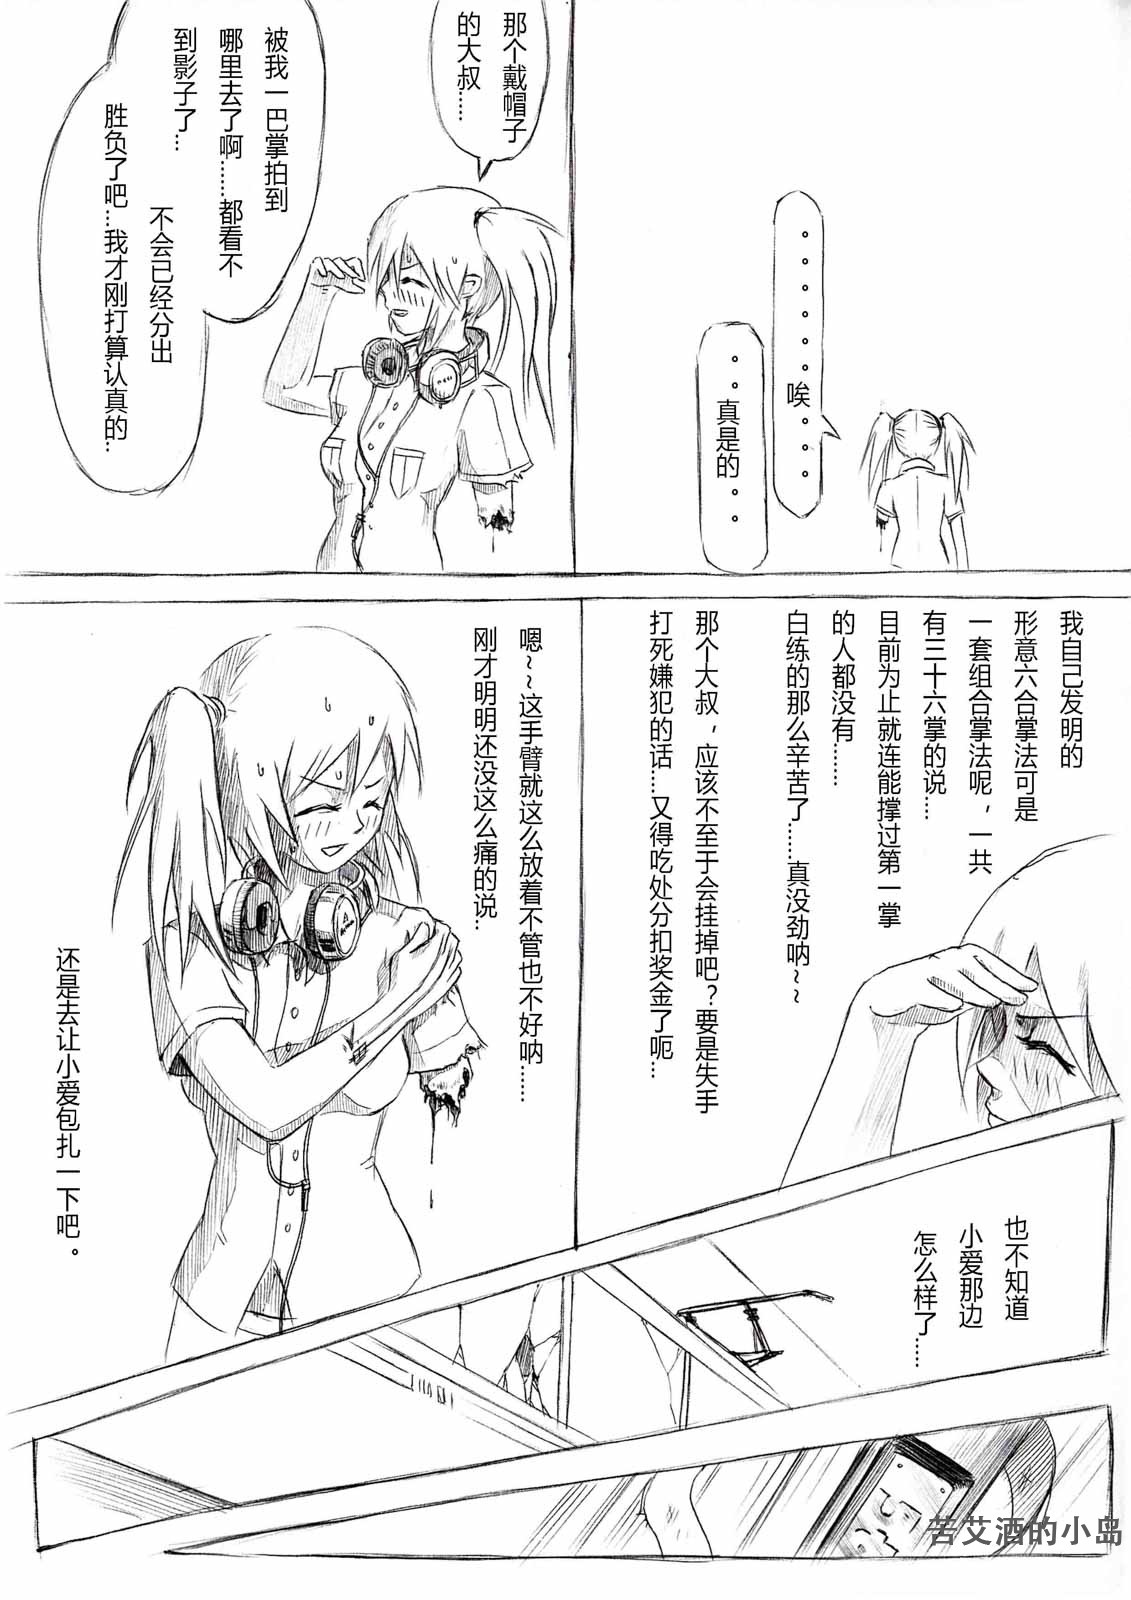 。。。。。。。唉。。。
。。真是的。。
那个戴帽子
的大叔……
被我一巴掌拍到
哪里去了啊……都看不
到影子了…
不会已经分出
胜负了吧…我才刚打算认真的…
我自己发明的
形意六合掌法可是
一套组合掌法呢，一共
有三十六掌的说…
目前为止就连能撑过第一掌
的人都没有……
白练的那么辛苦了……真没劲呐~~
那个大叔，应该不至于会挂掉吧？要是失手
打死嫌犯的话…又得吃处分扣奖金了呃…
嗯~~这手臂就这么放着不管也不好呐……
刚才明明还没这么痛的说…
还是去让小爱包扎一下吧。
也不知道
小爱那边
怎么样了……
苦艾酒的小岛